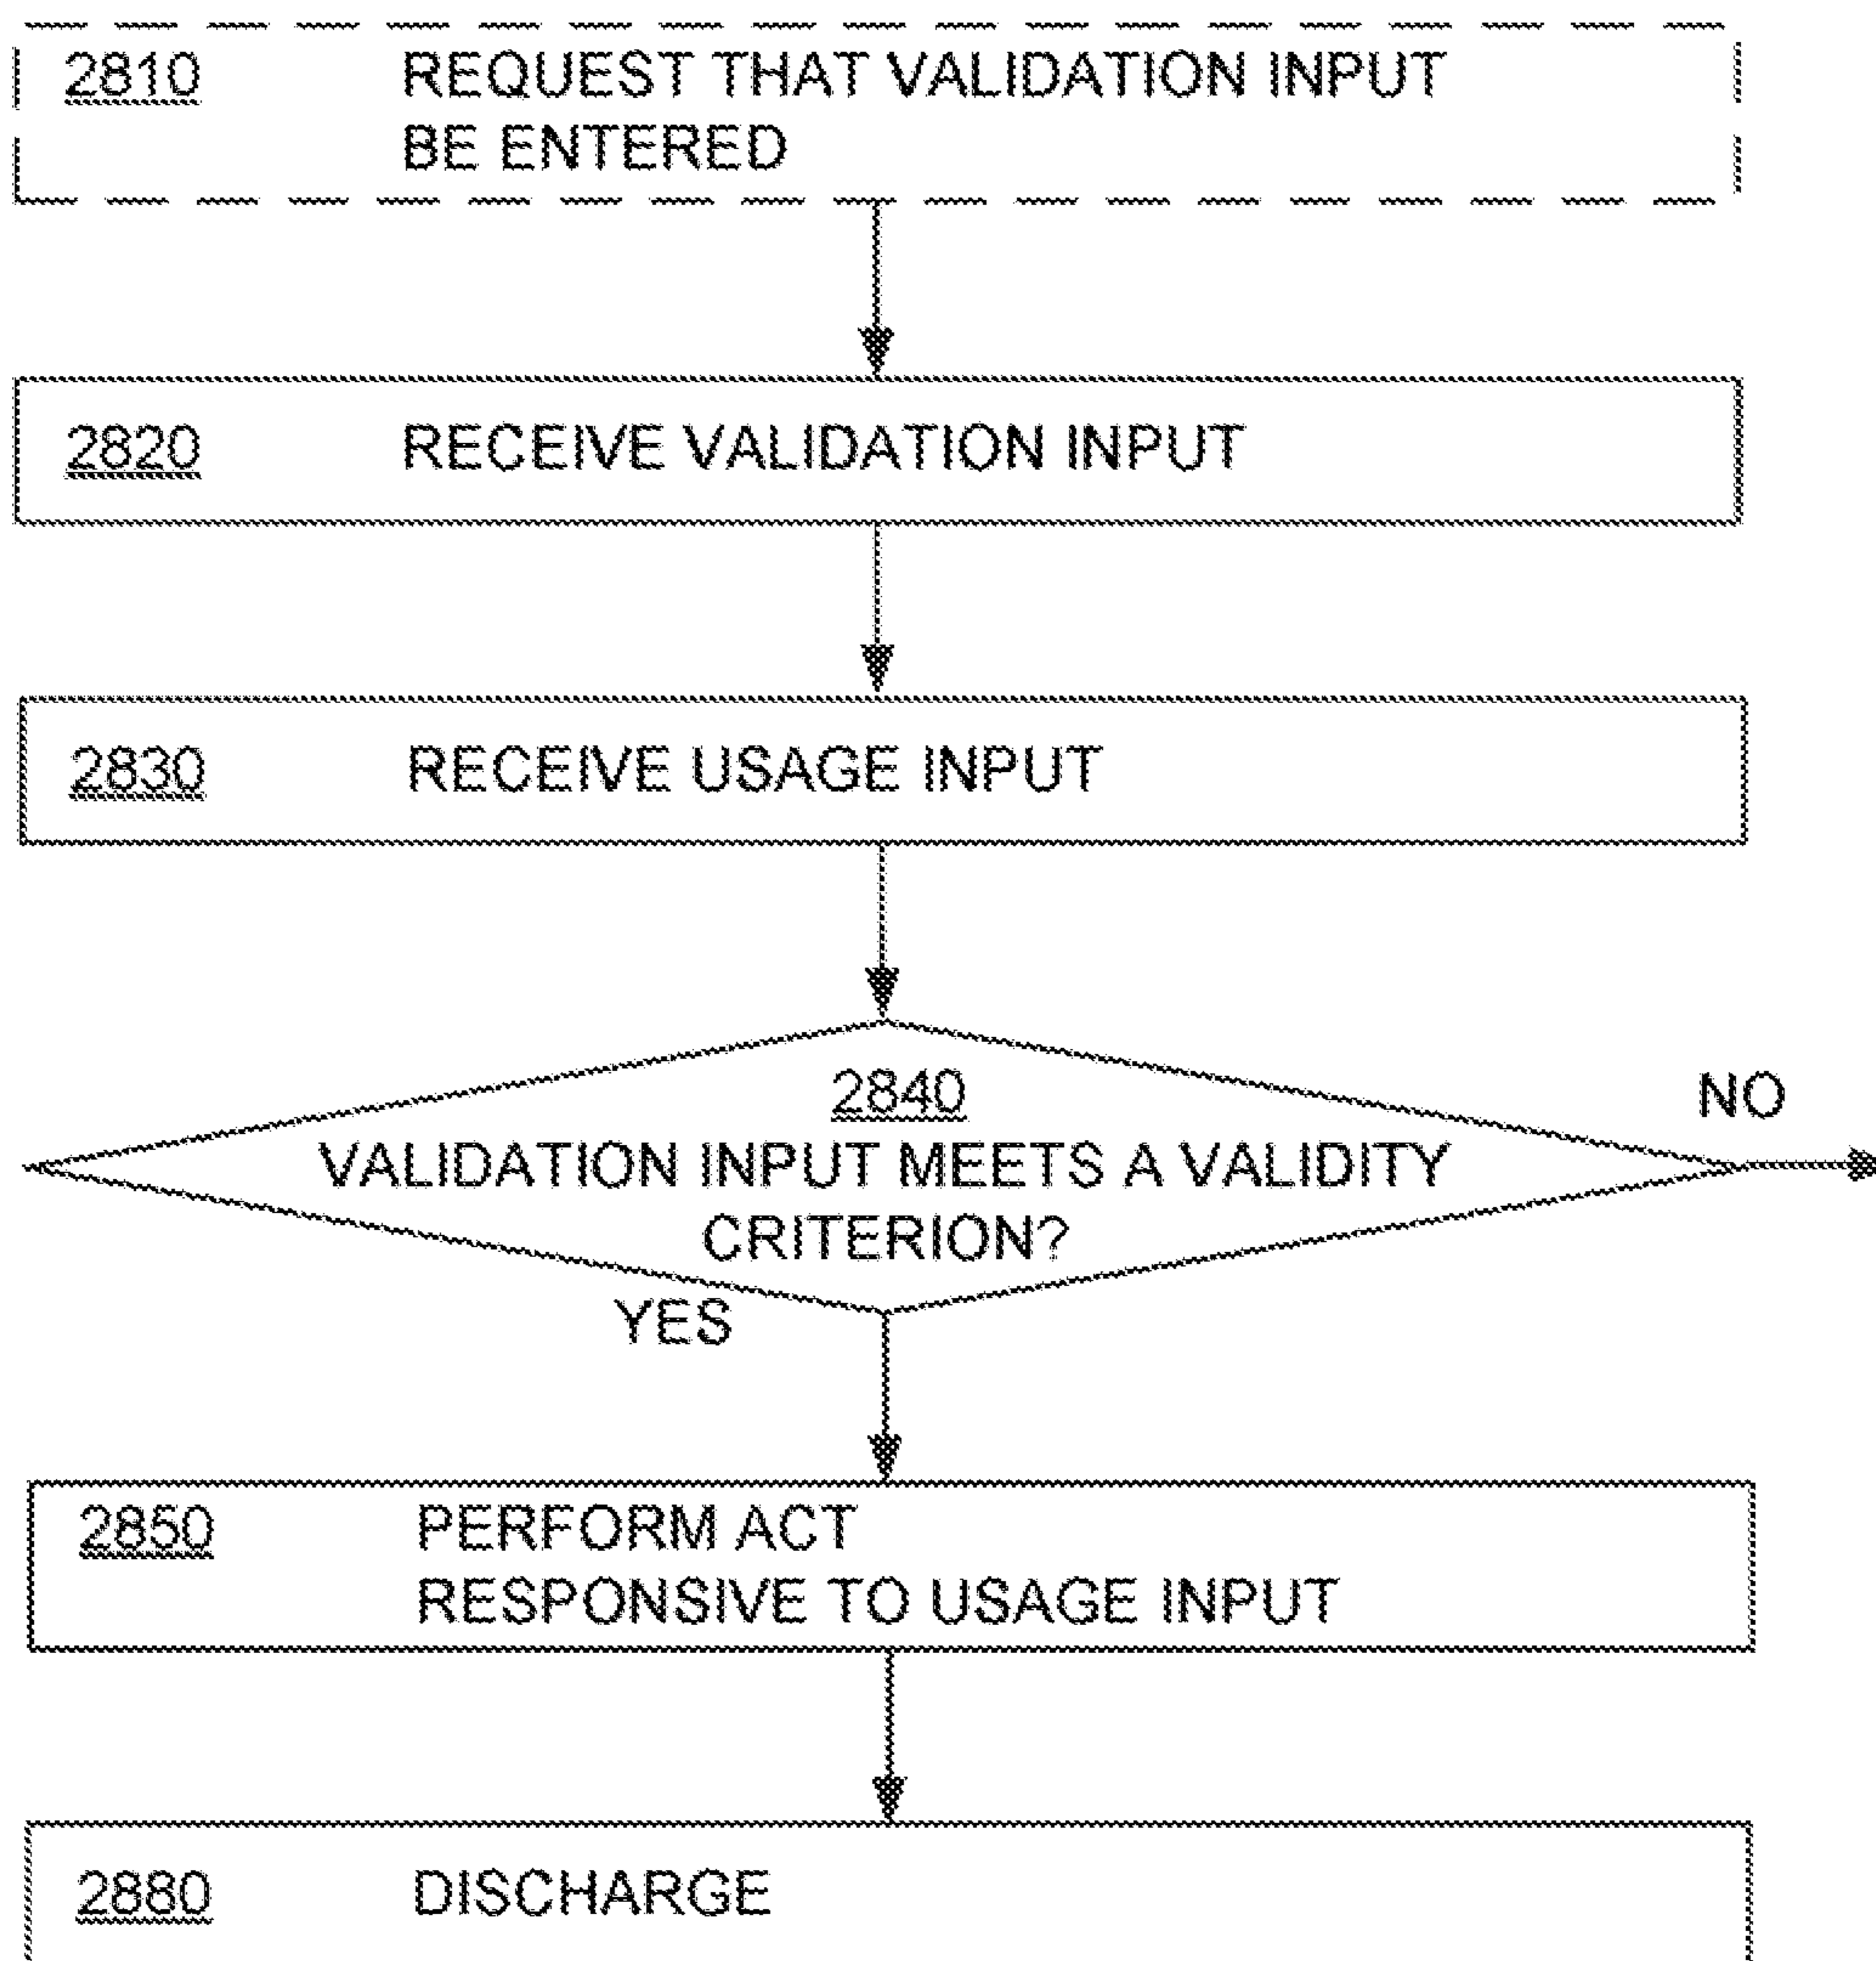 2810 REQUEST THAT VALIDATION INPUT
BE ENTERED
2820 RECEIVE VALIDATION INPUT
2830 RECEIVE USAGE INPUT
2840
NO
VALIDATION INPUT MEETS A VALIDITY
CRITERION?
YES
2850 PERFORM ACT
RESPONSIVE TO USAGE INPUT
2880 DISCHARGE